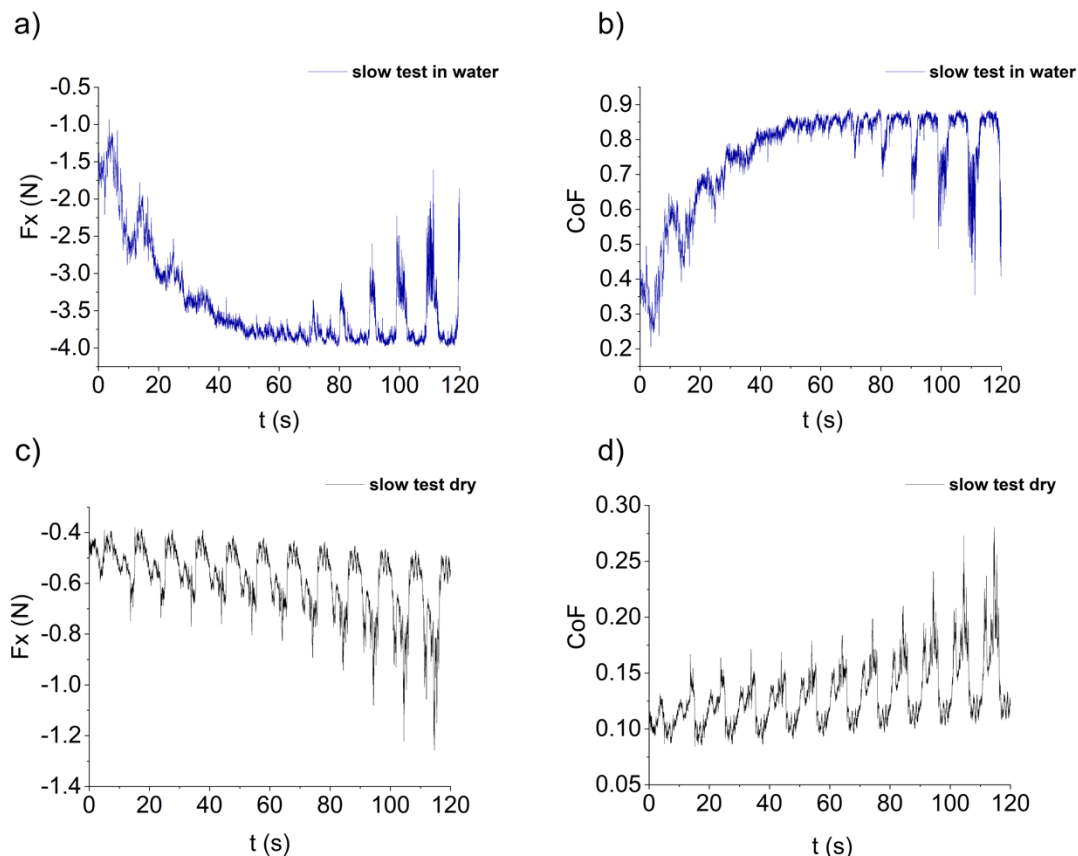 a)
slow test in water
-0.5
-1.0
-1.5
-2.0
-2.5
-3.0
-3.5
-4.0
Fx (N)
0 20 40 60 80 100 120
t (s)
b)
slow test in water
0.9
0.8
0.7
0.6
0.5
0.4
0.3
0.2
CoF
0 20 40 60 80 100 120
t (s)
c)
slow test dry
-0.4
-0.6
-0.8
-1.0
-1.2
-1.4
Fx (N)
0 20 40 60 80 100 120
t (s)
d)
slow test dry
0.30
0.25
0.20
0.15
0.10
0.05
CoF
0 20 40 60 80 100 120
t (s)